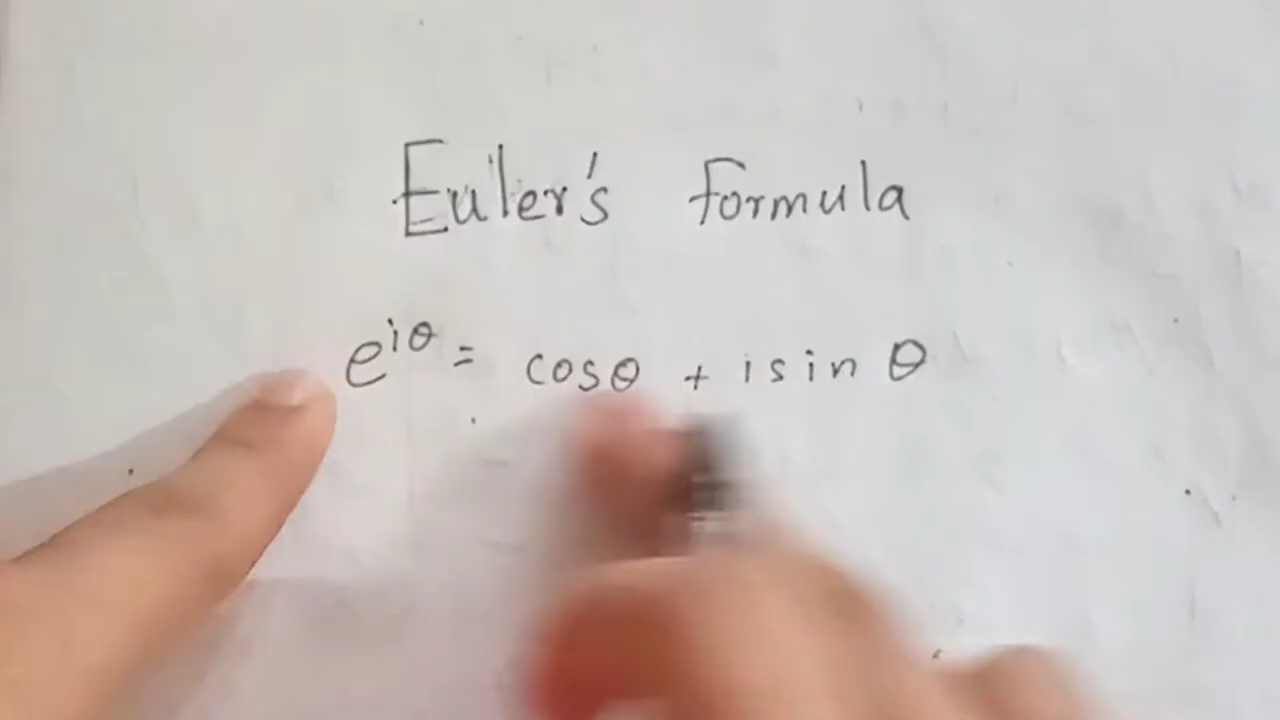 Euler's formula
e^{iθ} = cosθ + i sin θ